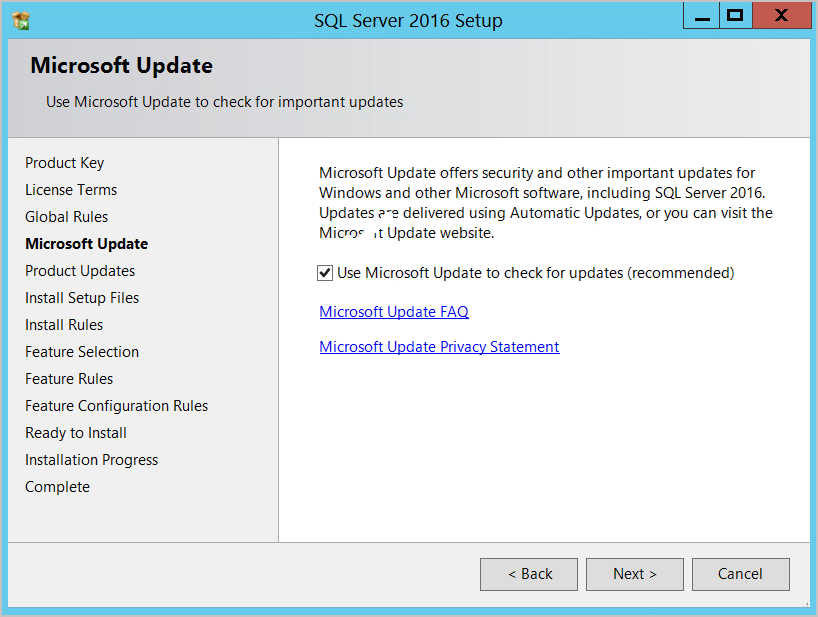 SQL Server 2016 Setup
Microsoft Update
Use Microsoft Update to check for important updates
Product Key
License Terms
Global Rules
Microsoft Update
Product Updates
Install Setup Files
Install Rules
Feature Selection
Feature Rules
Feature Configuration Rules
Ready to Install
Installation Progress
Complete
Microsoft Update offers security and other important updates for
Windows and other Microsoft software, including SQL Server 2016.
Updates are delivered using Automatic Updates, or you can visit the
Microsoft Update website.
Use Microsoft Update to check for updates (recommended)
Microsoft Update FAQ
Microsoft Update Privacy Statement
< Back
Next >
Cancel